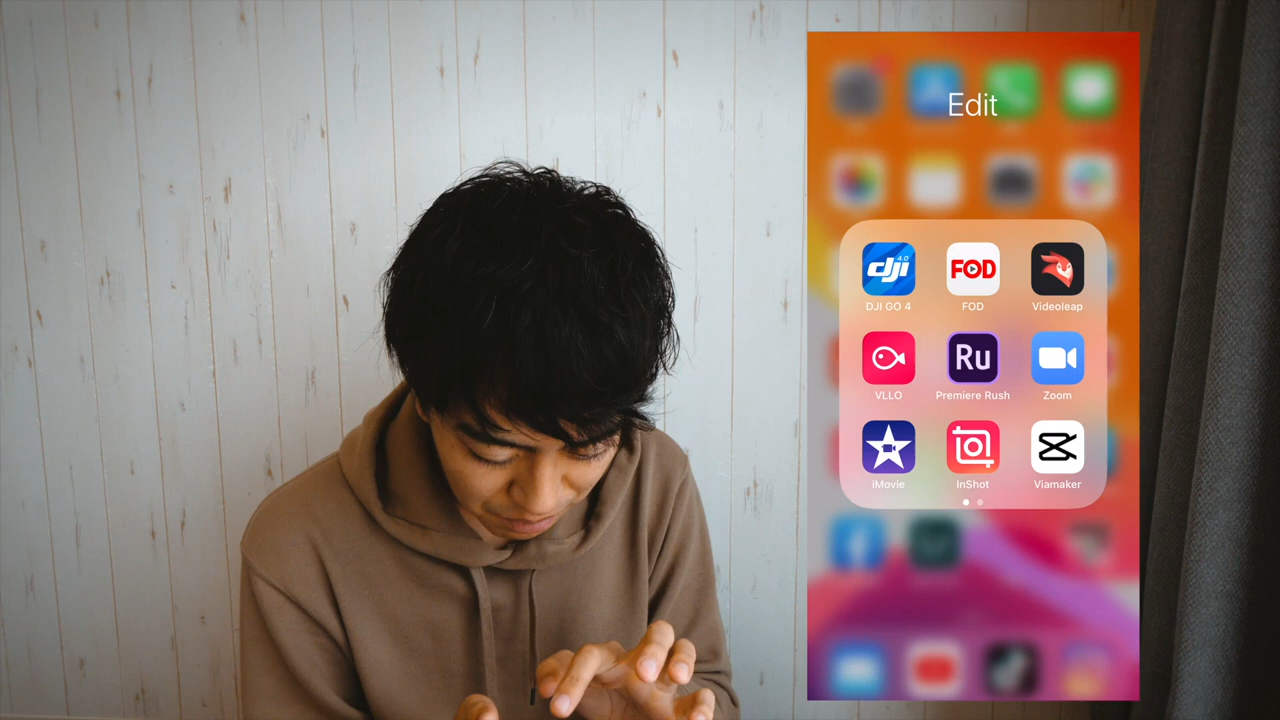 Edit
dji 4.0
FOD
DJI GO 4
FOD
Videoleap
Ru
VLLO
Premiere Rush
Zoom
iMovie
InShot
Viamaker